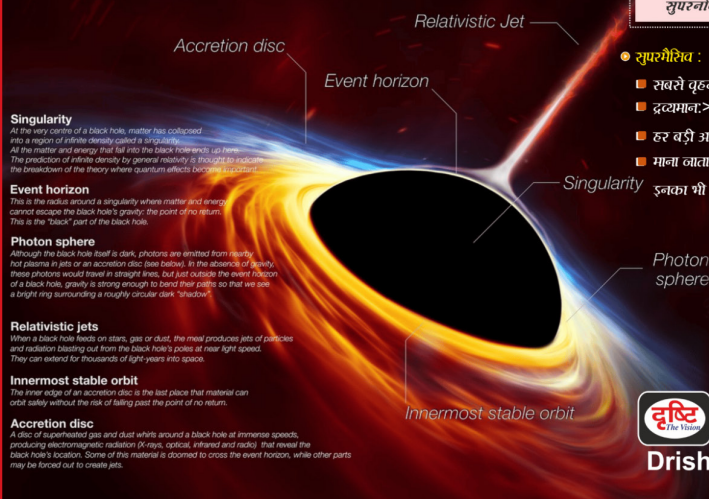 सुपरनो
Relativistic Jet
Accretion disc
सुपरमैसिव :
Event horizon
सबसे वृह
द्रव्यमान:>
हर बड़ी अ
माना जाता
इनका भी
Singularity
At the very centre of a black hole, matter has collapsed
into a region of infinite density called a singularity.
All the matter and energy that fall into the black hole ends up here.
The prediction of infinite density by general relativity is thought to indicate
the breakdown of the theory where quantum effects become important.
Event horizon
This is the radius around a singularity where matter and energy
cannot escape the black hole's gravity: the point of no return.
This is the "black" part of the black hole.
Singularity
Photon sphere
Although the black hole itself is dark, photons are emitted from nearby
hot plasma in jets or an accretion disc (see below). In the absence of gravity,
these photons would travel in straight lines, but just outside the event horizon
of a black hole, gravity is strong enough to bend their paths so that we see
a bright ring surrounding a roughly circular dark "shadow".
Photon
sphere
Relativistic jets
When a black hole feeds on stars, gas or dust, the meal produces jets of particles
and radiation blasting out from the black hole's poles at near light speed.
They can extend for thousands of light-years into space.
Innermost stable orbit
The inner edge of an accretion disc is the last place that material can
orbit safely without the risk of falling past the point of no return.
Innermost stable orbit
Accretion disc
A disc of superheated gas and dust whirls around a black hole at immense speeds,
producing electromagnetic radiation (X-rays, optical, infrared and radio) that reveal the
black hole's location. Some of this material is doomed to cross the event horizon, while other parts
may be forced out to create jets.
दृष्टि
The Vision
Drish